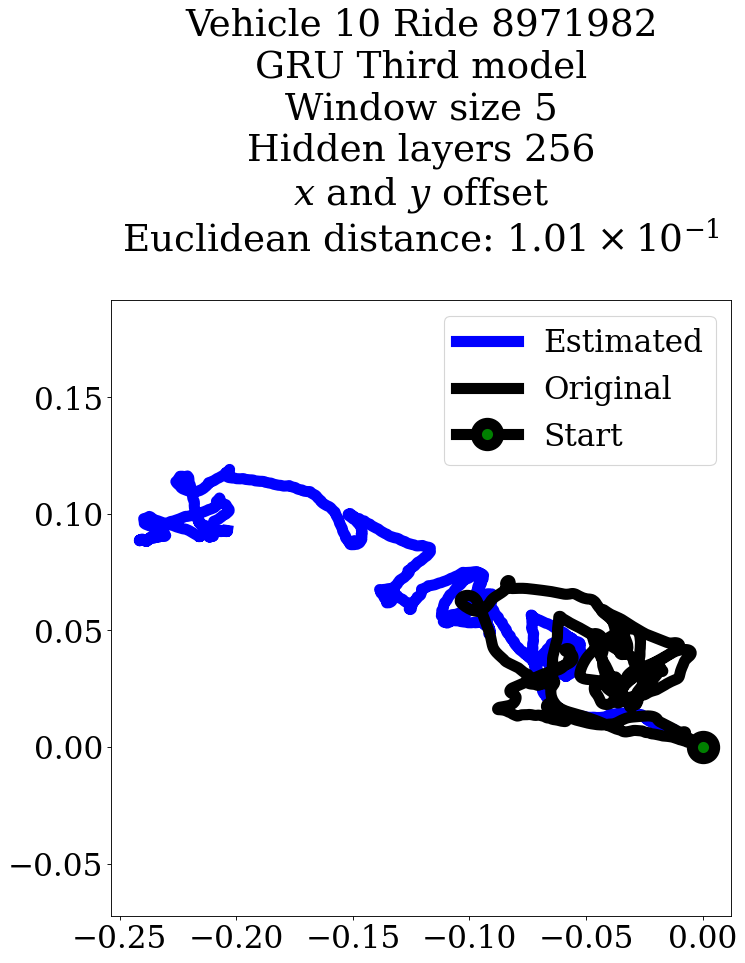 Vehicle 10 Ride 8971982
GRU Third model
Window size 5
Hidden layers 256
x and y offset
Euclidean distance: 1.01 × 10⁻¹
Estimated
Original
Start
0.15
0.10
0.05
0.00
−0.05
−0.25 −0.20 −0.15 −0.10 −0.05 0.00